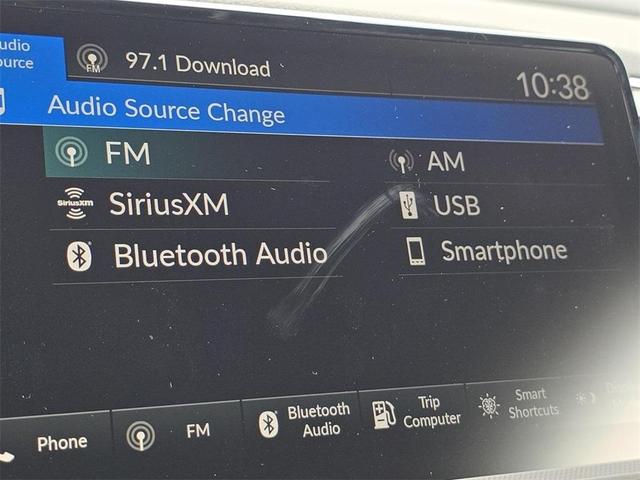 udio
ource
FM
97.1 Download
10:38
Audio Source Change
FM
AM
SiriusXM
SiriusXM
USB
Bluetooth Audio
Smartphone
Phone
FM
Bluetooth
Audio
Trip
Computer
Smart
Shortcuts